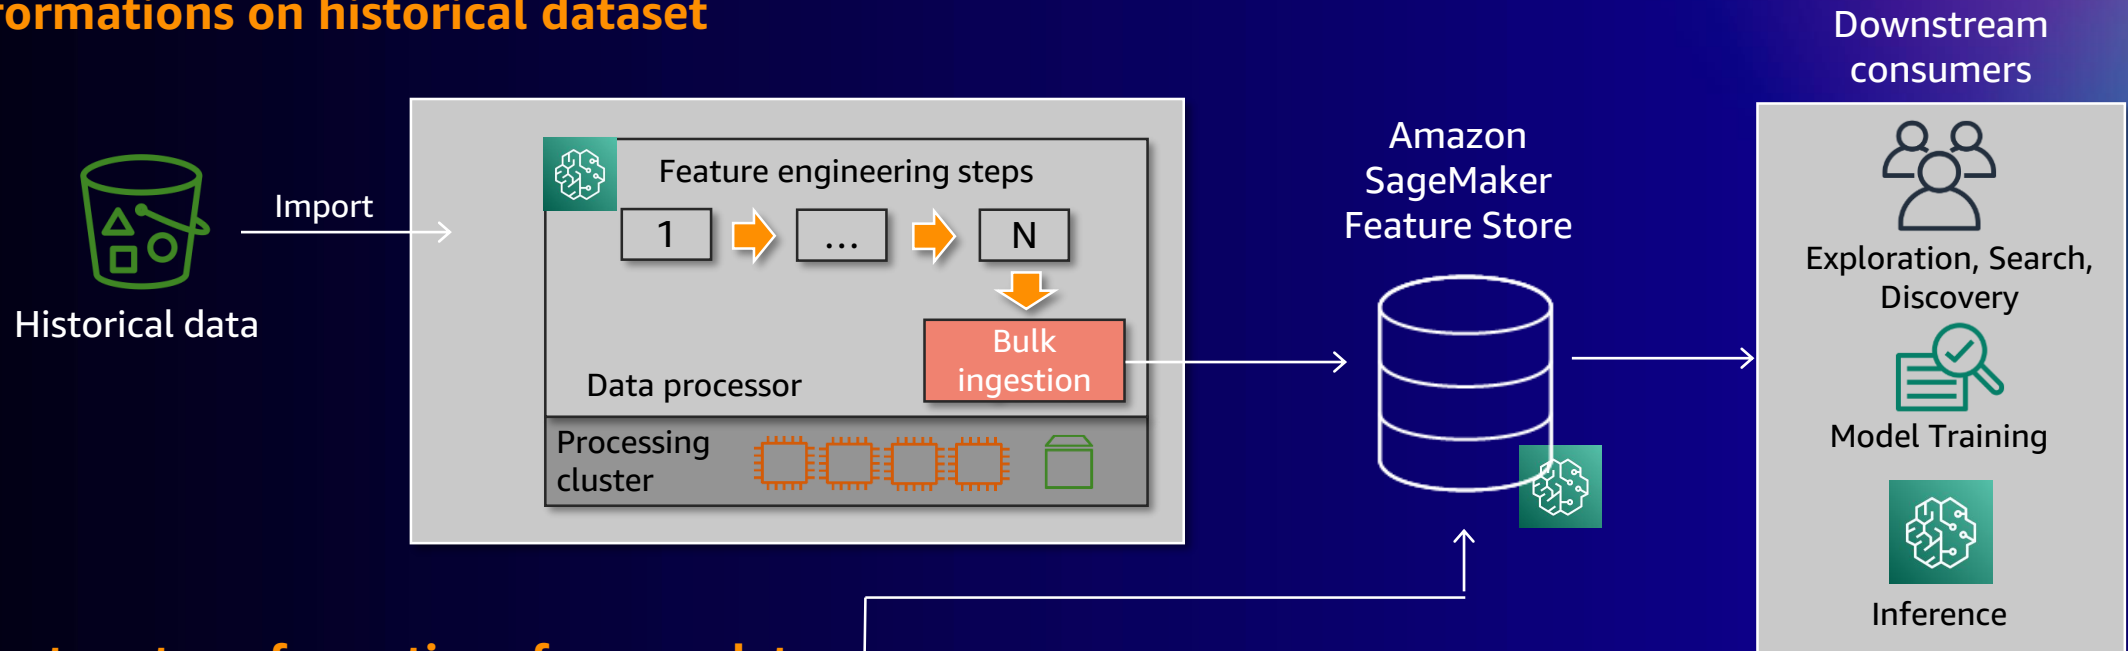 on historical dataset
Downstream
consumers
Import
Historical data
Feature engineering steps
1
...
N
Bulk
ingestion
Data processor
Processing
cluster
Amazon
SageMaker
Feature Store
Exploration, Search,
Discovery
Model Training
Inference